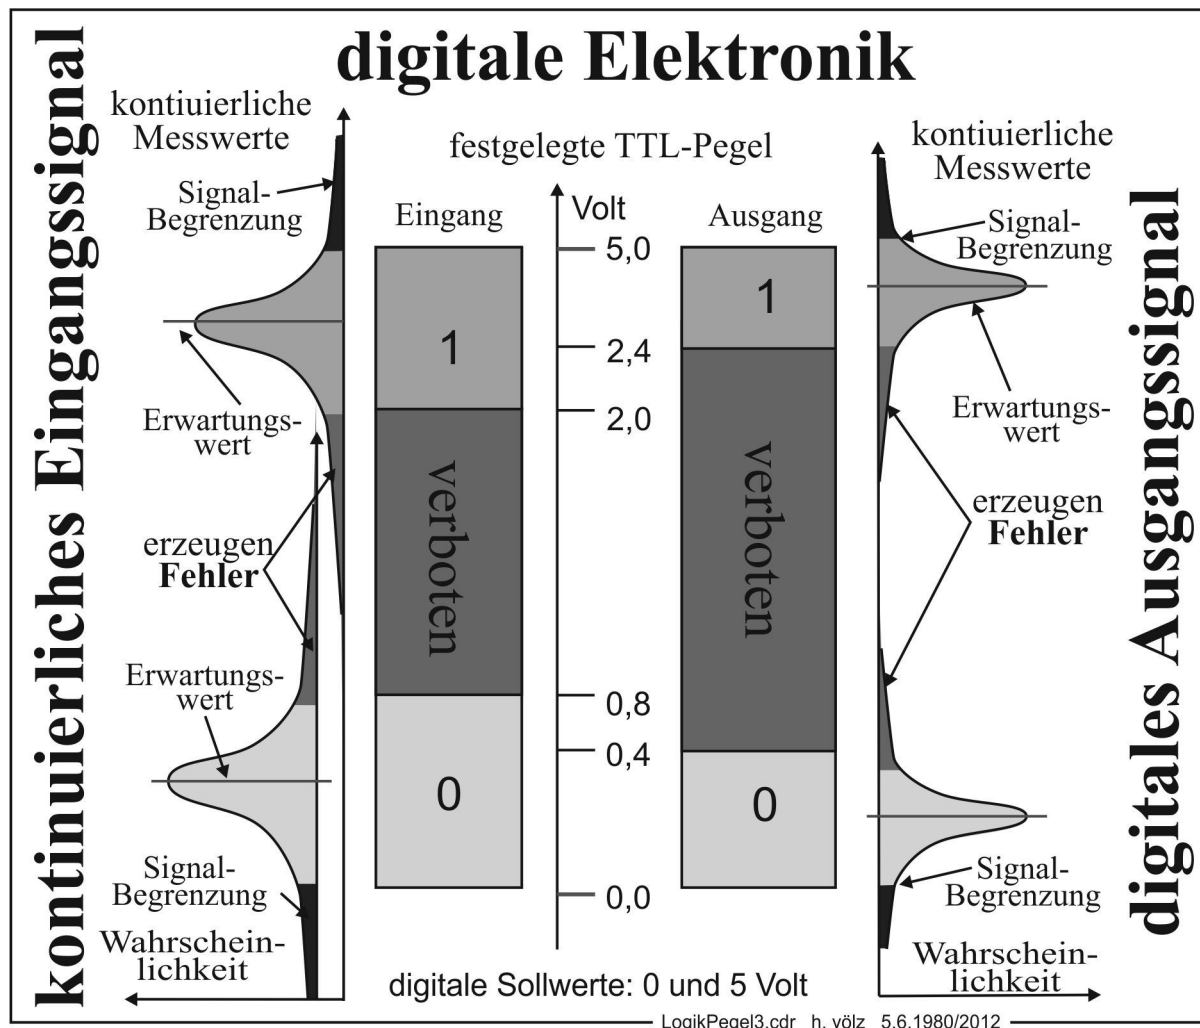 digitale Elektronik
kontinuierliches Eingangssignal
kontiuierliche
Messwerte
Signal-
Begrenzung
Erwartungs-
wert
erzeugen
Fehler
Erwartungs-
wert
Signal-
Begrenzung
Wahrschein-
lichkeit
festgelegte TTL-Pegel
Eingang
1
verboten
0
Volt
5,0
2,4
2,0
0,8
0,4
0,0
Ausgang
1
verboten
0
digitale Sollwerte: 0 und 5 Volt
kontiuierliche
Messwerte
Signal-
Begrenzung
Erwartungs-
wert
erzeugen
Fehler
Signal-
Begrenzung
Wahrschein-
lichkeit
digitales Ausgangssignal
LogikPegel3.cdr h. völz 5.6.1980/2012